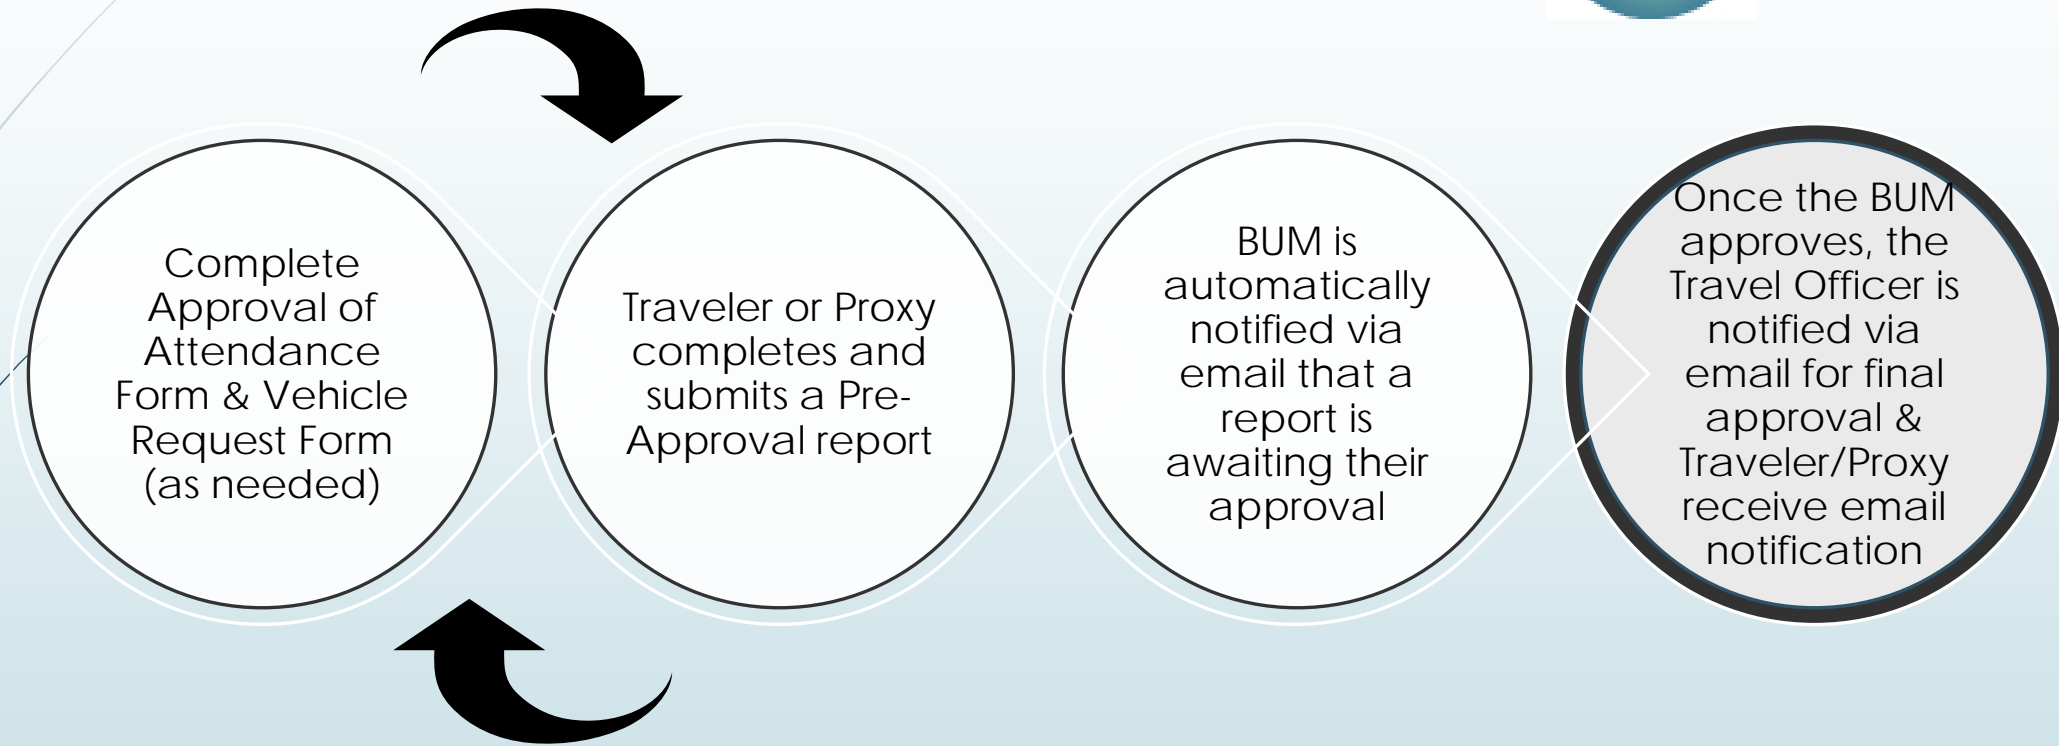 Complete
Approval of
Attendance
Form & Vehicle
Request Form
(as needed)
Traveler or Proxy
completes and
submits a Pre-
Approval report
BUM is
automatically
notified via
email that a
report is
awaiting their
approval
Once the BUM
approves, the
Travel Officer is
notified via
email for final
approval &
Traveler/Proxy
receive email
notification